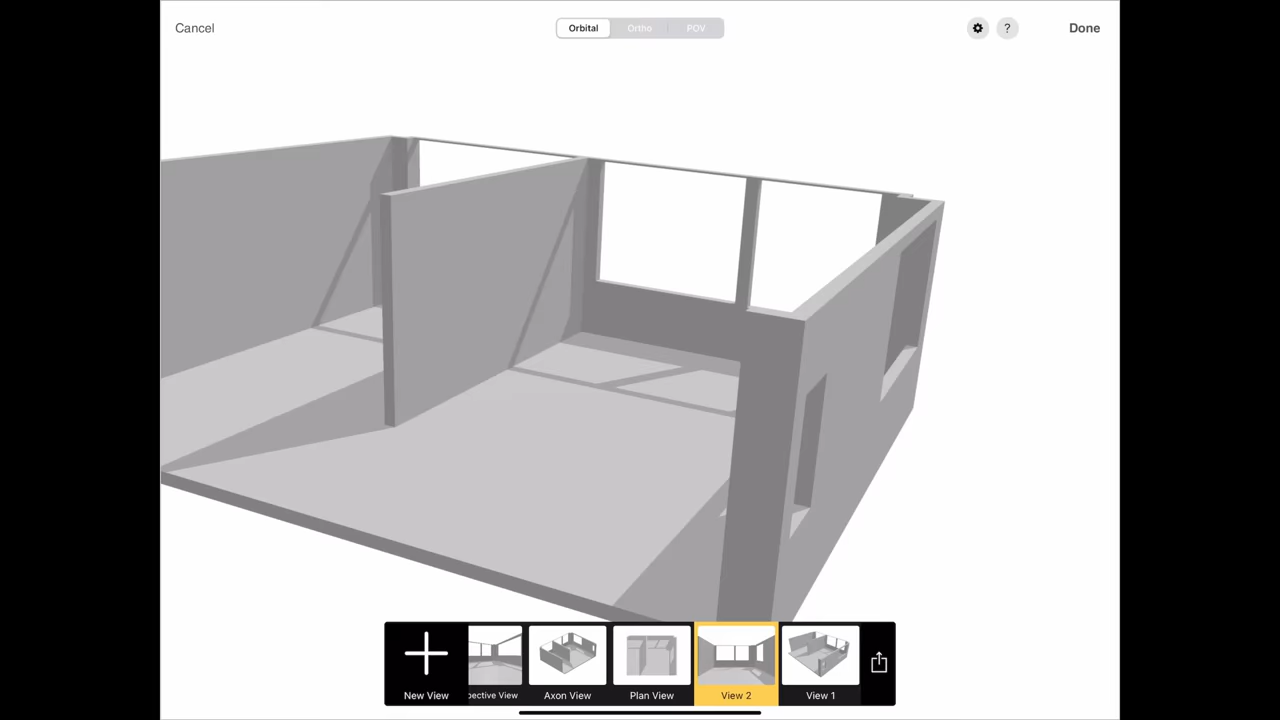 Cancel
Orbital
Ortho
POV
?
Done
New View
pective View
Axon View
Plan View
View 2
View 1